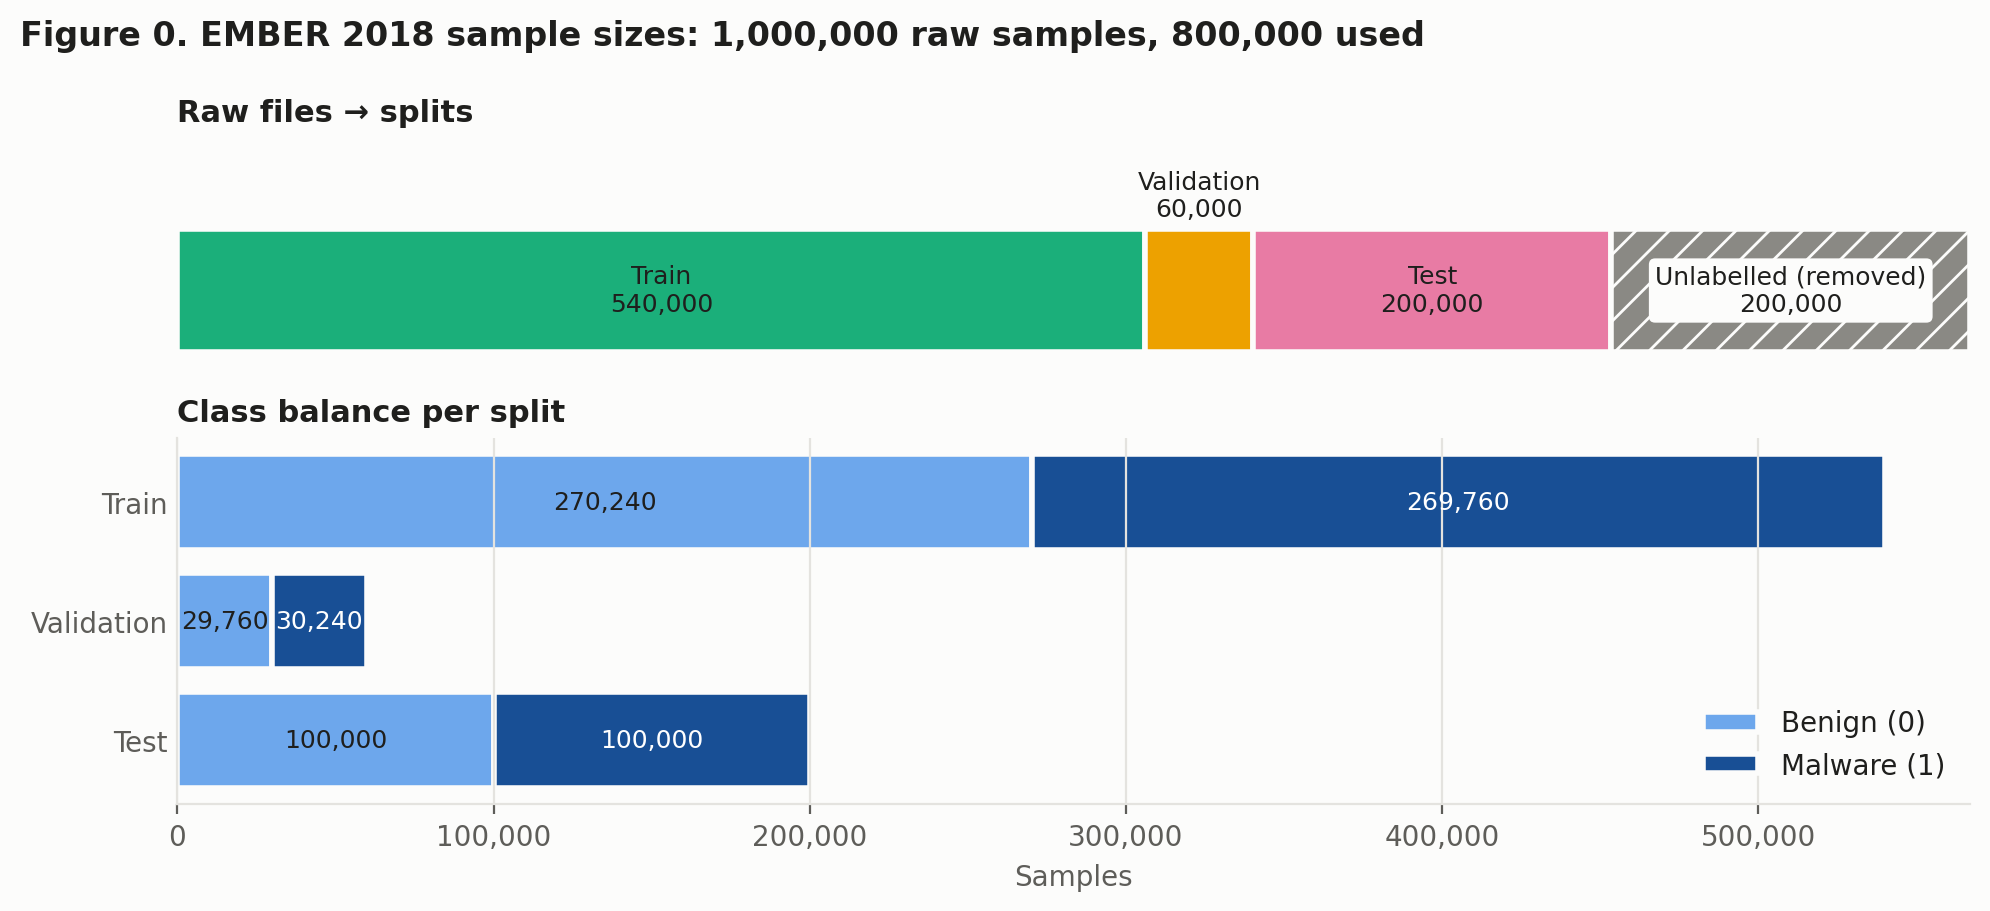 Figure 0. EMBER 2018 sample sizes: 1,000,000 raw samples, 800,000 used
Raw files → splits
Validation
60,000
Train
540,000
Test
200,000
Unlabelled (removed)
200,000
Class balance per split
Train
270,240
269,760
Validation
29,760
30,240
Test
100,000
100,000
Benign (0)
Malware (1)
0
100,000
200,000
300,000
400,000
500,000
Samples